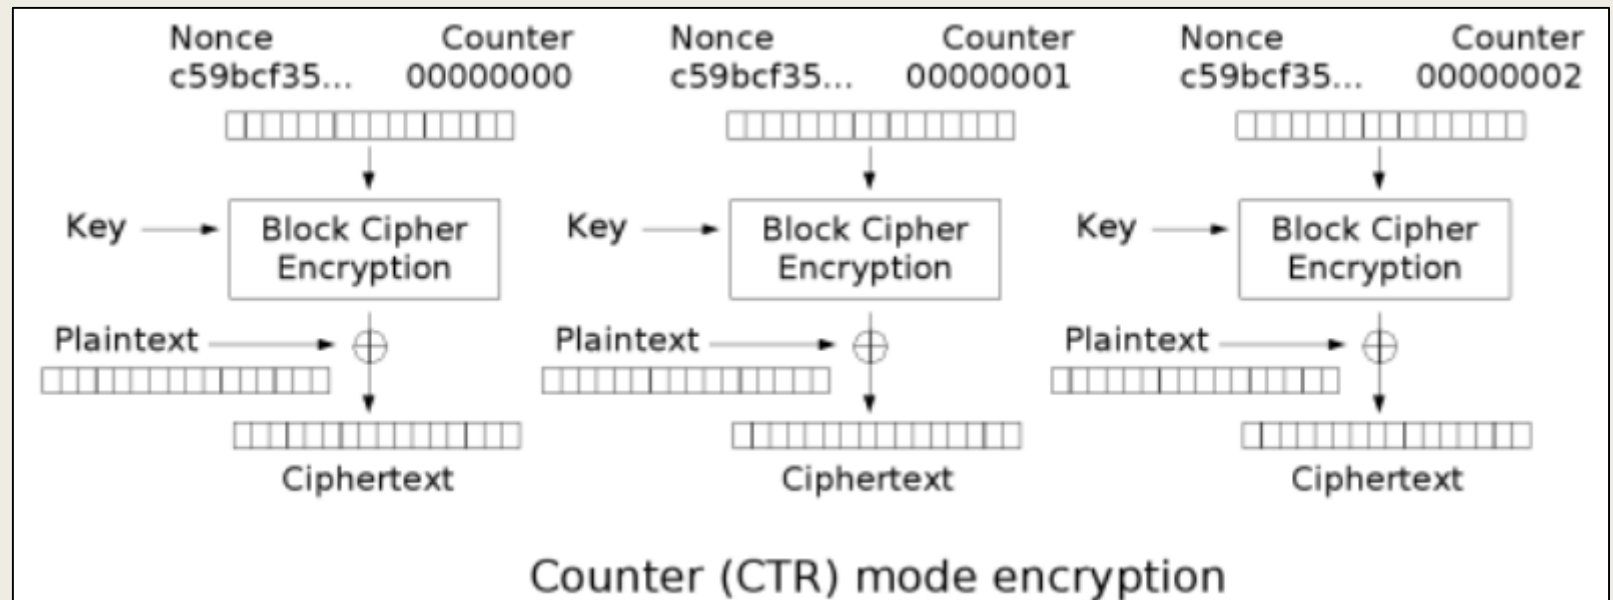 Nonce Counter Nonce Counter Nonce Counter
c59bcf35... 00000000 c59bcf35... 00000001 c59bcf35... 00000002
Key Block Cipher Key Block Cipher Key Block Cipher
Encryption Encryption Encryption
Plaintext Plaintext Plaintext
Ciphertext Ciphertext Ciphertext
Counter (CTR) mode encryption